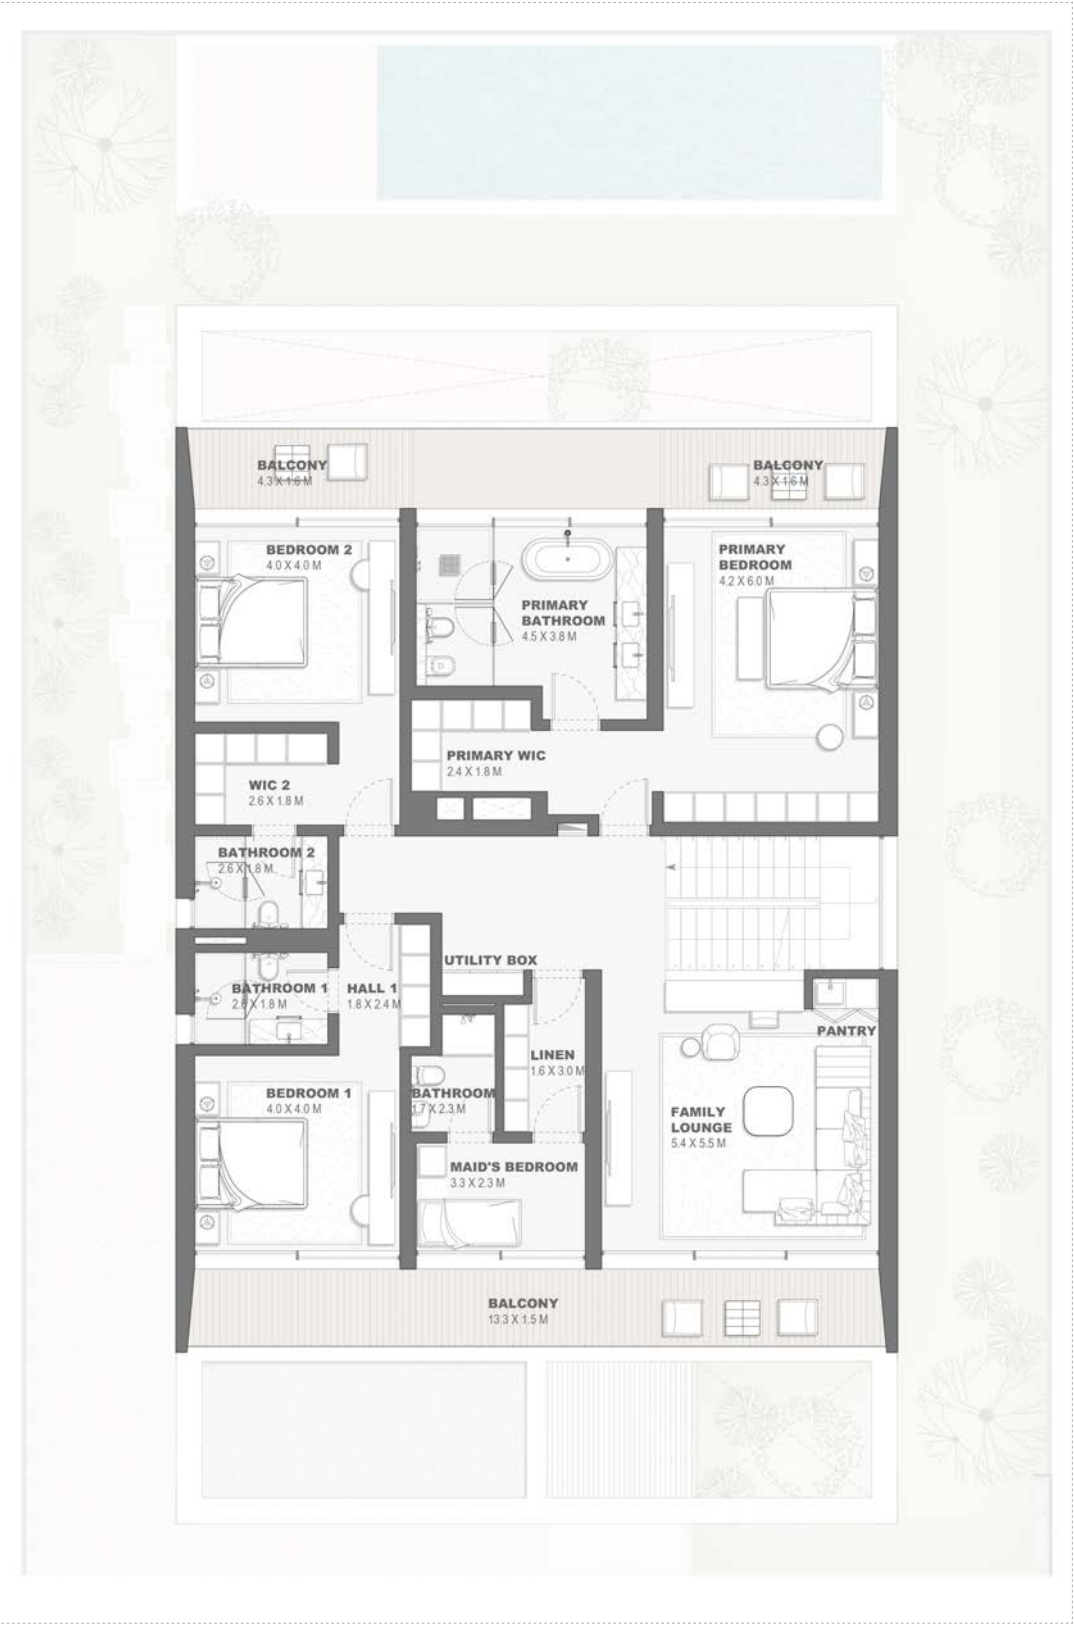 BALCONY
4.3 X 1.6 M
BALCONY
4.3 X 1.6 M
BEDROOM 2
4.0 X 4.0 M
PRIMARY
BEDROOM
4.2 X 6.0 M
PRIMARY
BATHROOM
4.5 X 3.8 M
PRIMARY WIC
2.4 X 1.8 M
WIC 2
2.6 X 1.8 M
BATHROOM 2
2.6 X 1.8 M
UTILITY BOX
BATHROOM 1
2.6 X 1.8 M
HALL 1
1.8 X 2.4 M
PANTRY
LINEN
1.6 X 3.0 M
BEDROOM 1
4.0 X 4.0 M
BATHROOM
1.7 X 2.3 M
FAMILY
LOUNGE
5.4 X 5.5 M
MAID'S BEDROOM
3.3 X 2.3 M
BALCONY
13.3 X 1.5 M